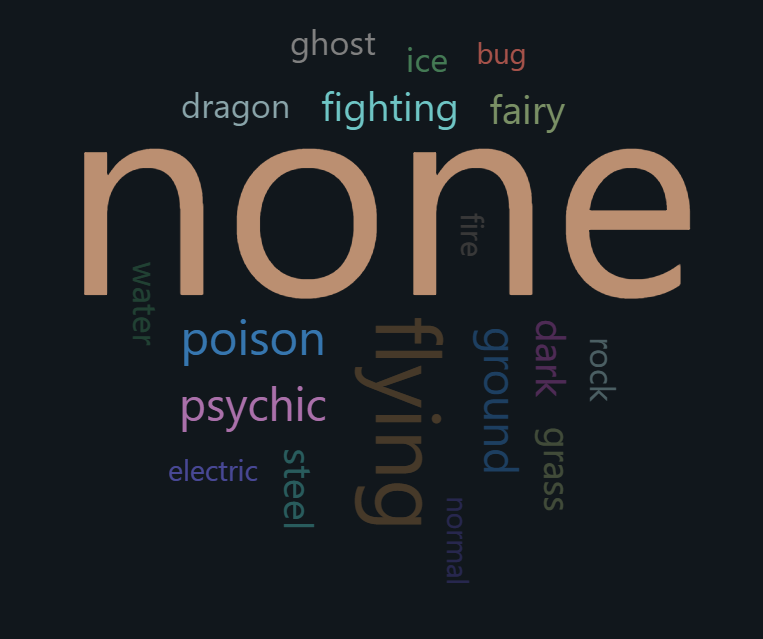 ghost
ice
bug
dragon
fighting
fairy
none
fire
water
poison
flying
ground
dark
rock
psychic
grass
electric
steel
normal